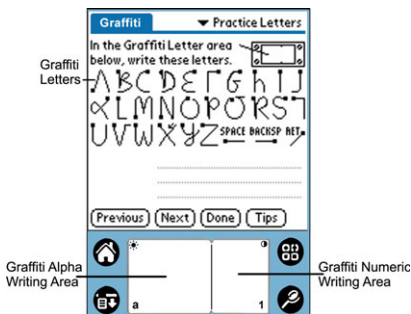 Graffiti
Practice Letters
In the Graffiti Letter area
below, write these letters.
Graffiti
Letters
A B C D E F G h I J
K L M N O P Q R S T
U V W X Y Z SPACE BACKSP RET.
Previous Next Done Tips
Graffiti Alpha
Writing Area
a
1
Graffiti Numeric
Writing Area